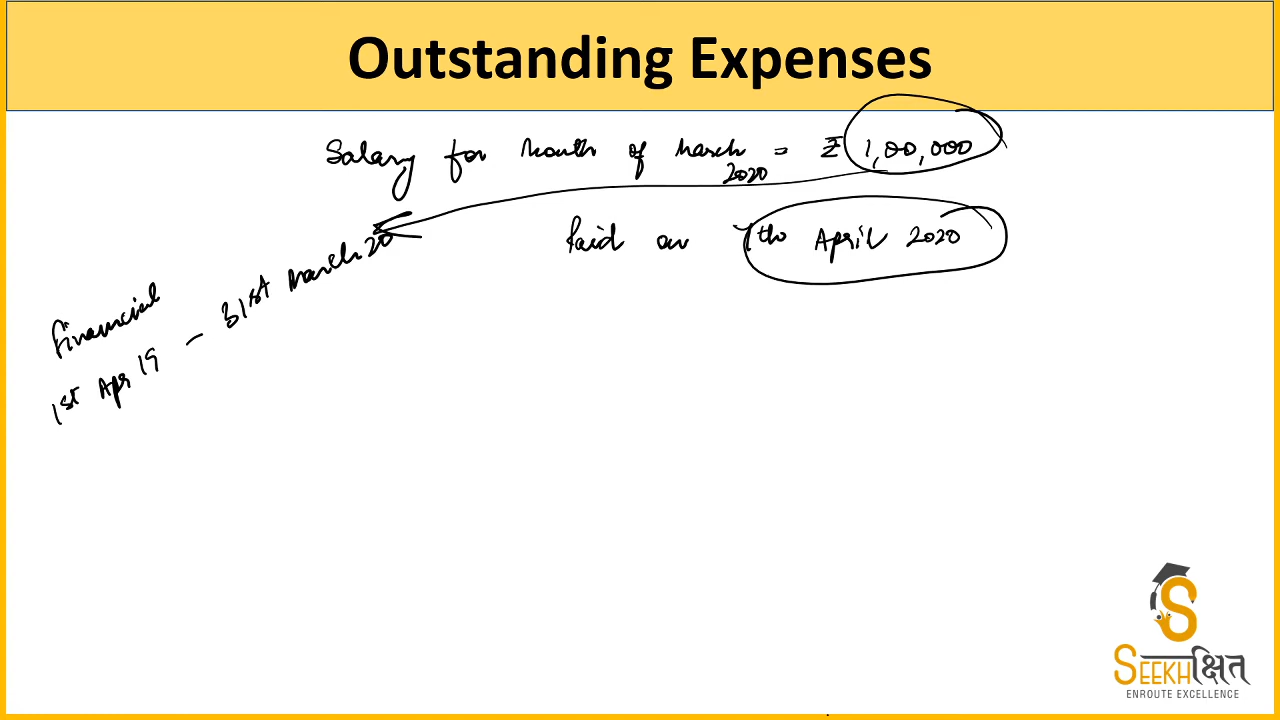 Outstanding Expenses
Salary for Month of March = ₹ 1,00,000
2020
Paid on 7th April 2020
Financial
1st Apr 19 – 31st March 20
SEEKHक्षित
ENROUTE EXCELLENCE